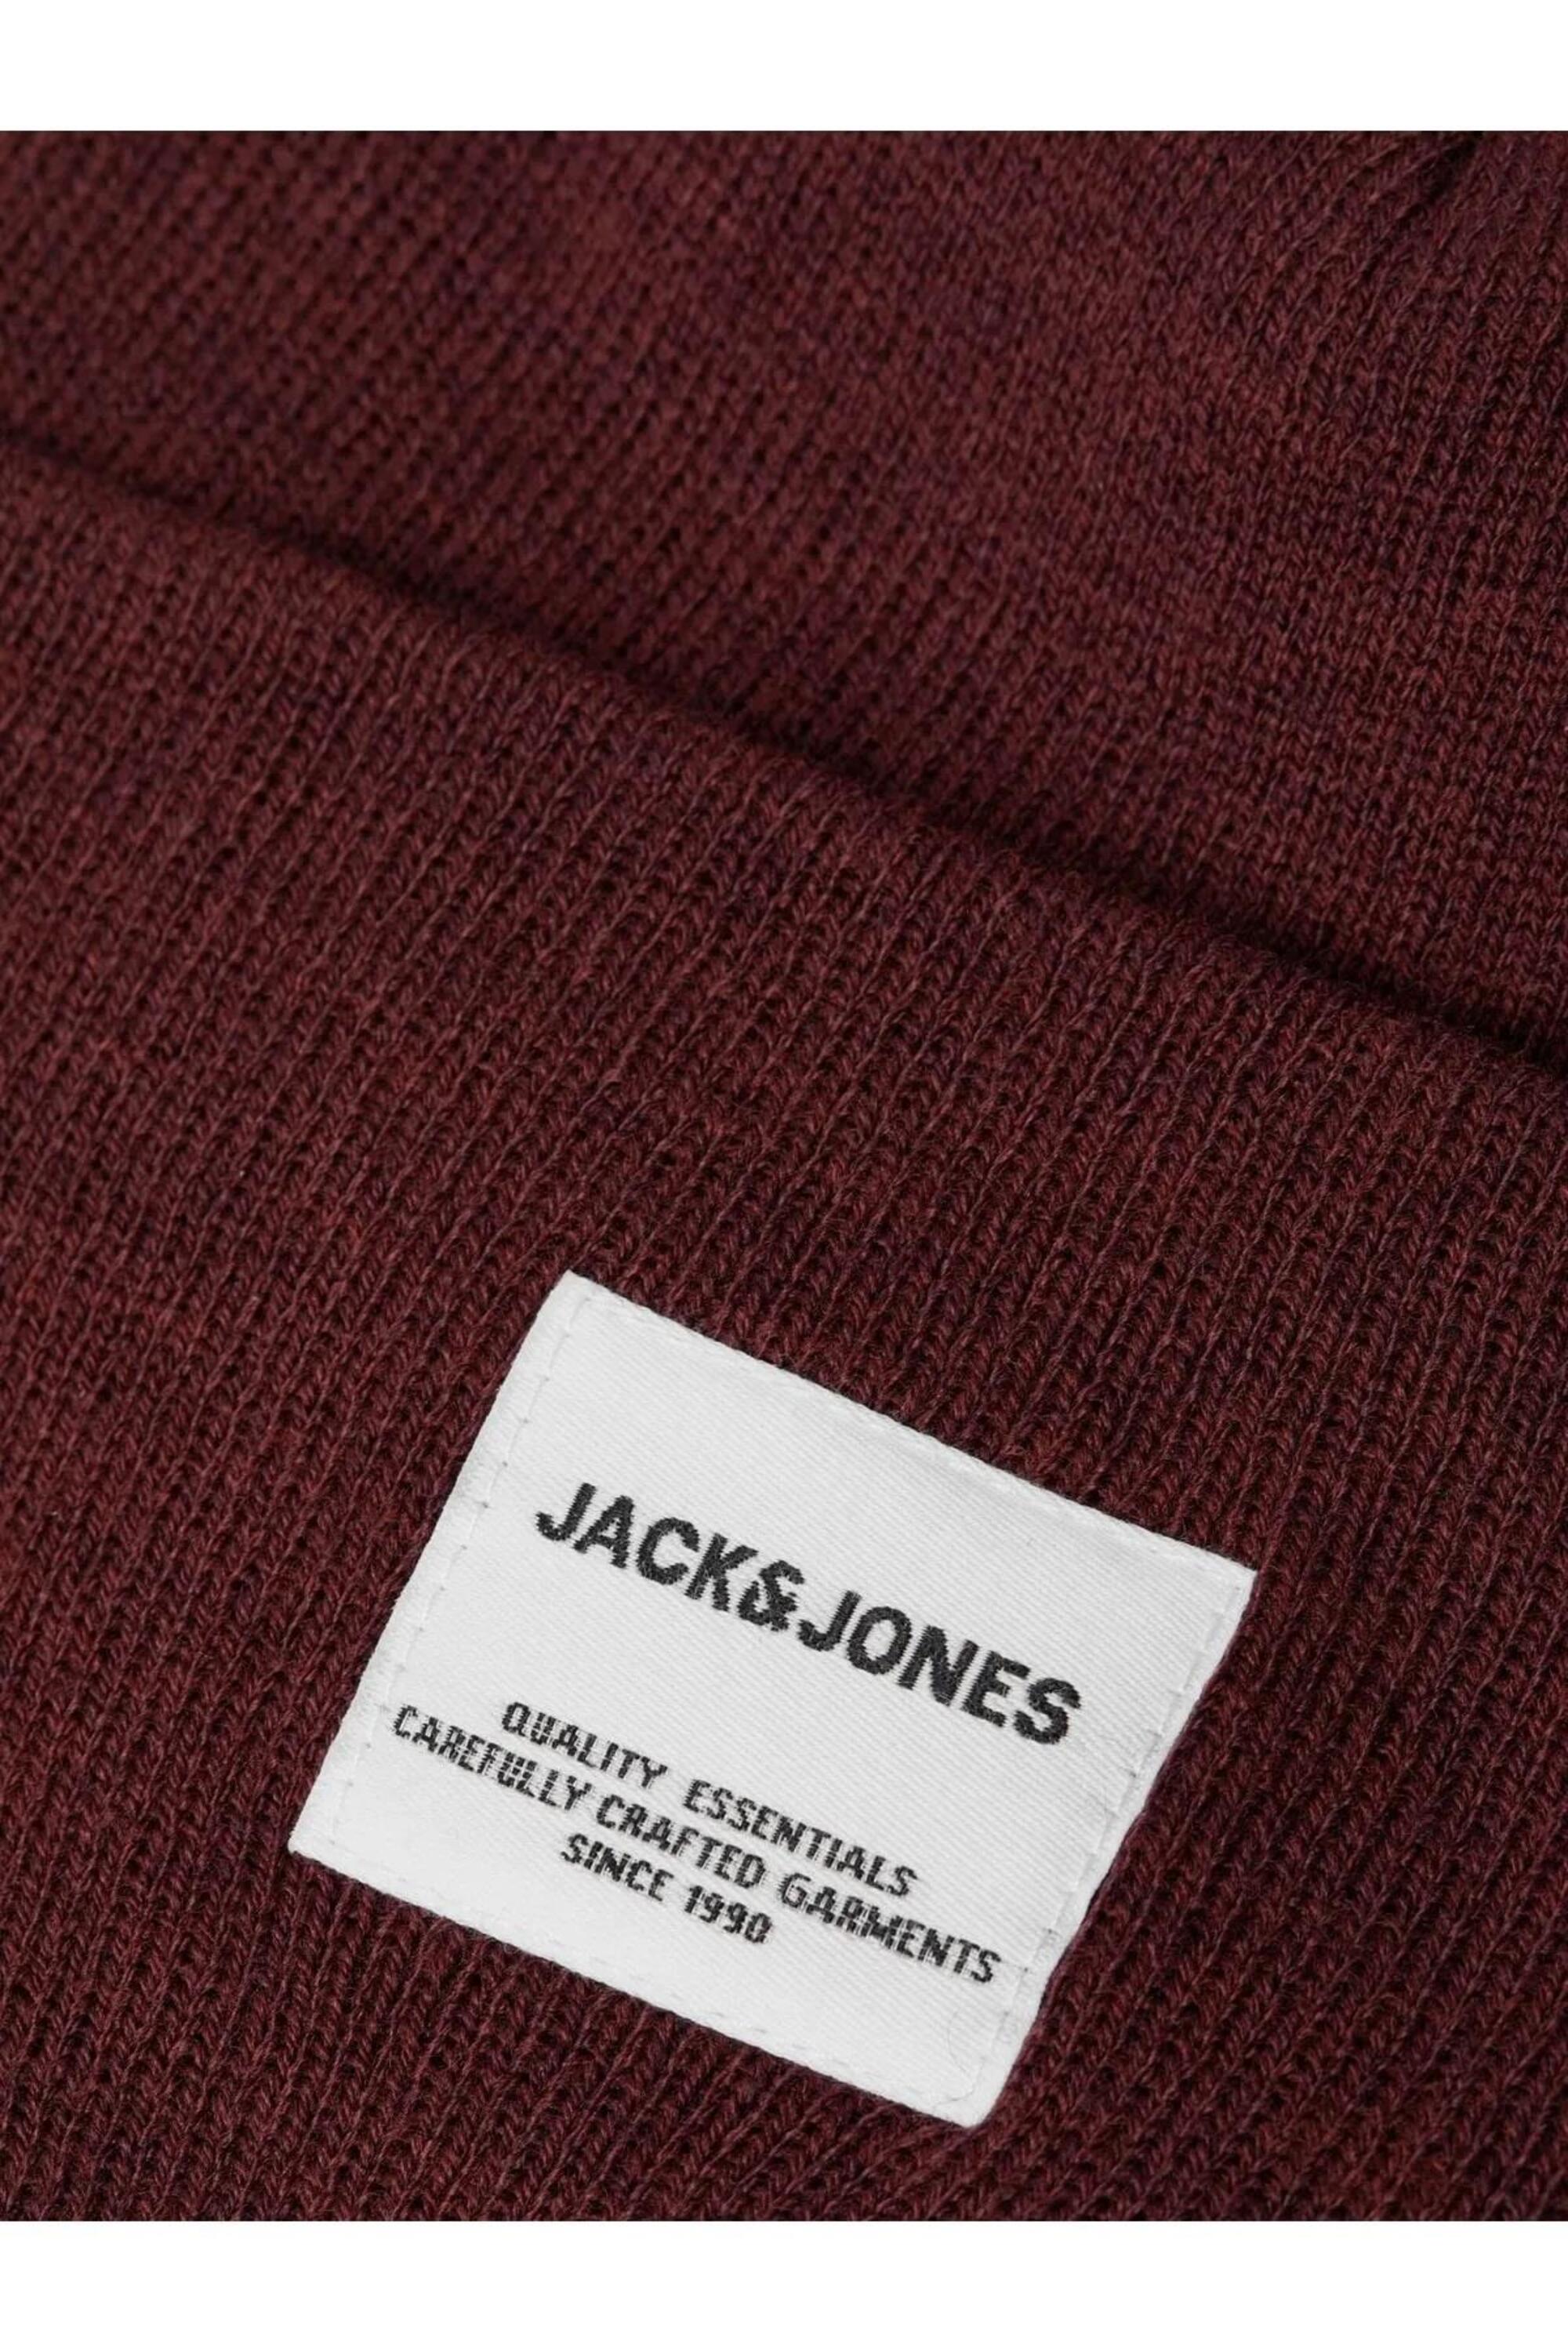 JACK&JONES
QUALITY ESSENTIALS
CAREFULLY CRAFTED GARMENTS
SINCE 1990